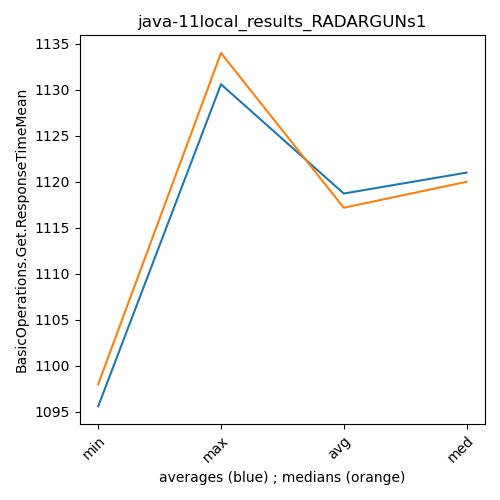 java-11local_results_RADARGUNs1
BasicOperations.Get.ResponseTimeMean
1135
1130
1125
1120
1115
1110
1105
1100
1095
min
max
avg
med
averages (blue) ; medians (orange)